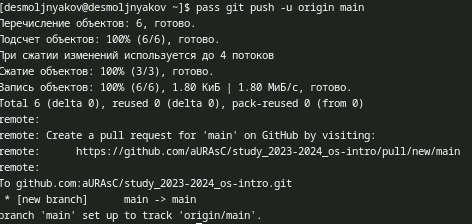 [desmoljnyakov@desmoljnyakov ~]$ pass git push -u origin main
Перечисление объектов: 6, готово.
Подсчет объектов: 100% (6/6), готово.
При сжатии изменений используется до 4 потоков
Сжатие объектов: 100% (3/3), готово.
Запись объектов: 100% (6/6), 1.80 КиБ | 1.80 МиБ/с, готово.
Total 6 (delta 0), reused 0 (delta 0), pack-reused 0 (from 0)
remote:
remote: Create a pull request for 'main' on GitHub by visiting:
remote:      https://github.com/aURAsC/study_2023-2024_os-intro/pull/new/main
remote:
To github.com:aURAsC/study_2023-2024_os-intro.git
 * [new branch]      main -> main
branch 'main' set up to track 'origin/main'.